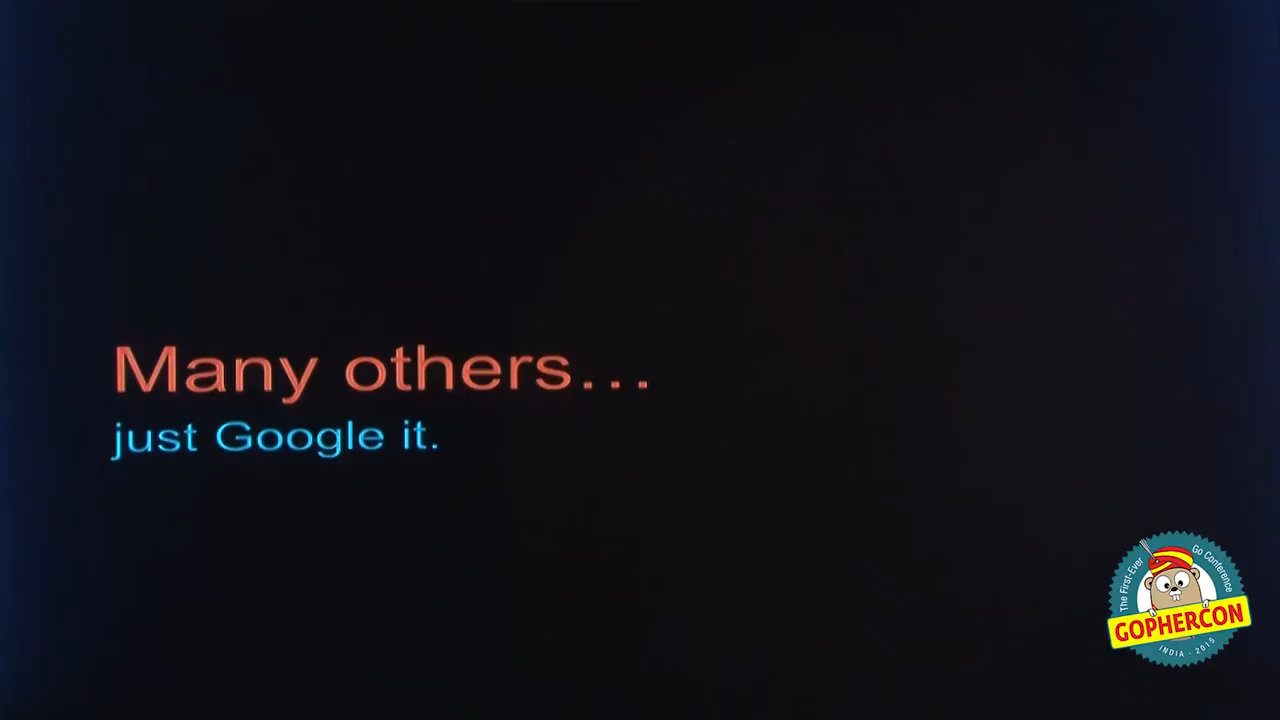 Many others...
just Google it.
The First-Ever Go Conference
GOPHERCON
INDIA - 2015